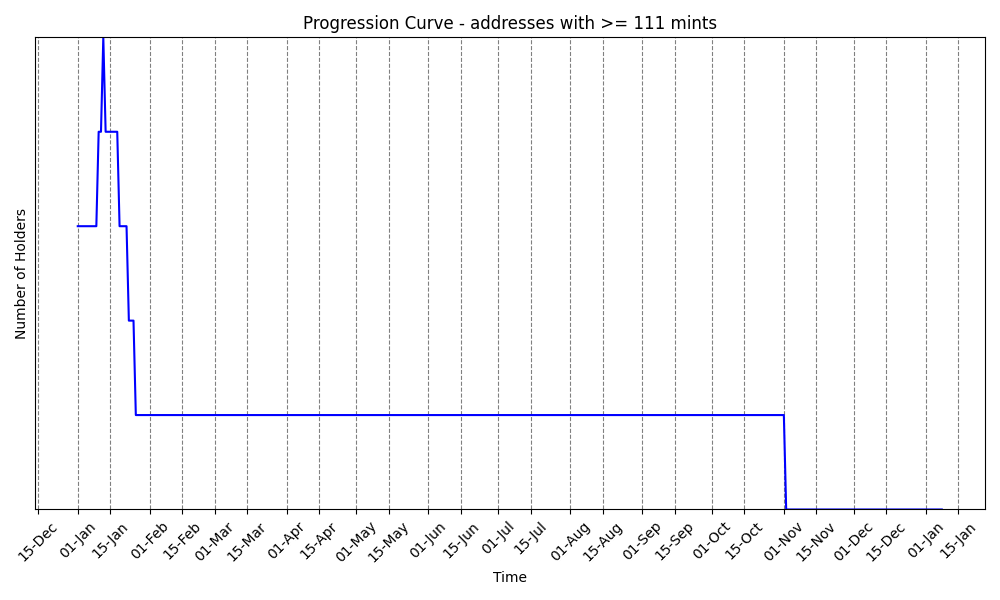 Progression Curve - addresses with >= 111 mints
Number of Holders
15-Dec
01-Jan
15-Jan
01-Feb
15-Feb
01-Mar
15-Mar
01-Apr
15-Apr
01-May
15-May
01-Jun
15-Jun
01-Jul
15-Jul
01-Aug
15-Aug
01-Sep
15-Sep
01-Oct
15-Oct
01-Nov
15-Nov
01-Dec
15-Dec
01-Jan
15-Jan
Time